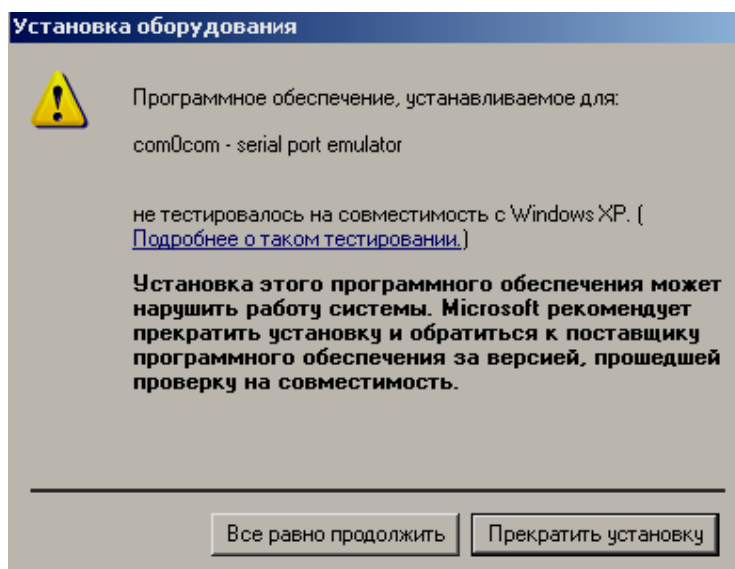 Установка оборудования
Программное обеспечение, устанавливаемое для:
com0com - serial port emulator
не тестировалось на совместимость с Windows XP. (
Подробнее о таком тестировании.)
Установка этого программного обеспечения может
нарушить работу системы. Microsoft рекомендует
прекратить установку и обратиться к поставщику
программного обеспечения за версией, прошедшей
проверку на совместимость.
Все равно продолжить
Прекратить установку